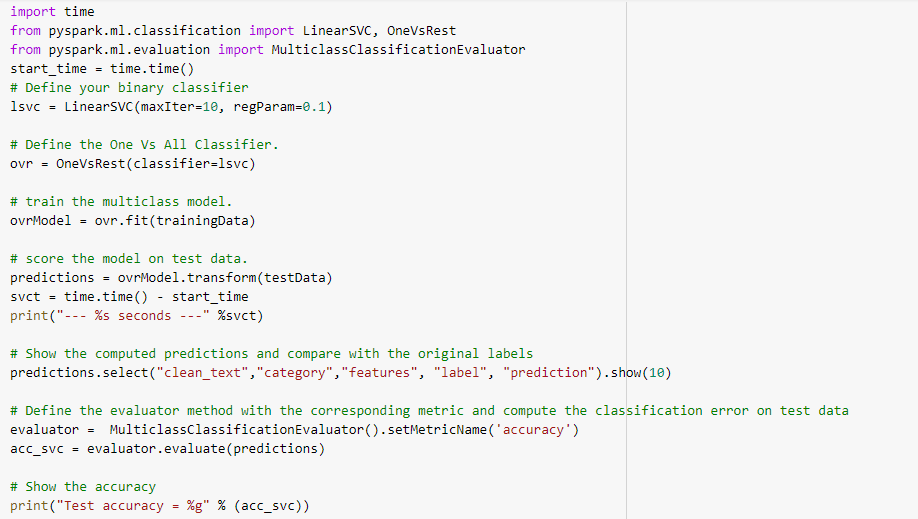 import time
from pyspark.ml.classification import LinearSVC, OneVsRest
from pyspark.ml.evaluation import MulticlassClassificationEvaluator
start_time = time.time()
# Define your binary classifier
lsvc = LinearSVC(maxIter=10, regParam=0.1)

# Define the One Vs All Classifier.
ovr = OneVsRest(classifier=lsvc)

# train the multiclass model.
ovrModel = ovr.fit(trainingData)

# score the model on test data.
predictions = ovrModel.transform(testData)
svct = time.time() - start_time
print("--- %s seconds ---" %svct)

# Show the computed predictions and compare with the original labels
predictions.select("clean_text","category","features", "label", "prediction").show(10)

# Define the evaluator method with the corresponding metric and compute the classification error on test data
evaluator =  MulticlassClassificationEvaluator().setMetricName('accuracy')
acc_svc = evaluator.evaluate(predictions)

# Show the accuracy
print("Test accuracy = %g" % (acc_svc))